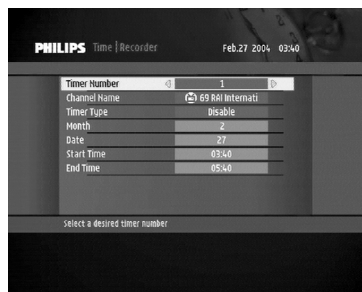 PHILIPS Time | Recorder Feb.27 2004 03:40
Timer Number 1
Channel Name 69 RAI Internati
Timer Type Disable
Month 2
Date 27
Start Time 03:40
End Time 05:40
Select a desired timer number